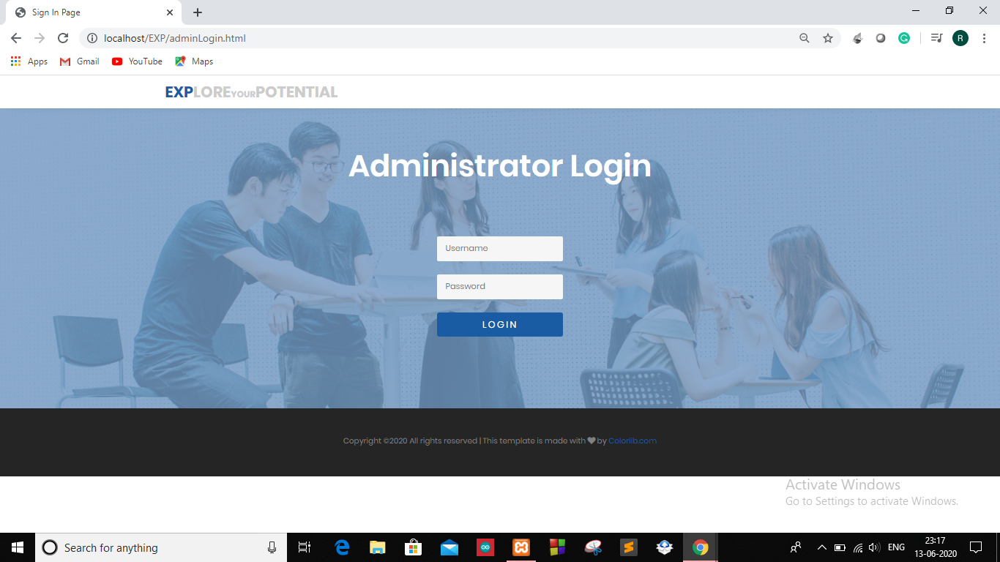 Sign In Page
localhost/EXP/adminLogin.html
R
Apps Gmail YouTube Maps
EXPLOREYOURPOTENTIAL
Administrator Login
Username
Password
LOGIN
Copyright ©2020 All rights reserved | This template is made with ♥ by Colorlib.com
Activate Windows
Go to Settings to activate Windows.
Search for anything
ENG
23:17
13-06-2020